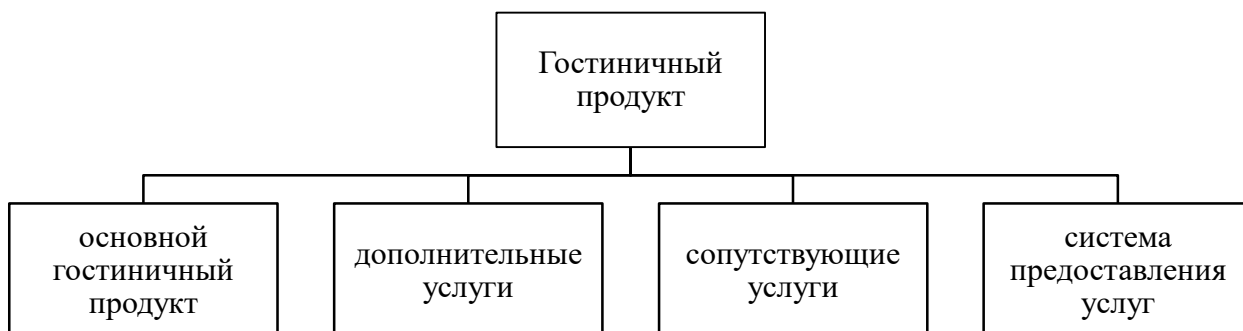 Гостиничный
продукт
основной
гостиничный
продукт
дополнительные
услуги
сопутствующие
услуги
система
предоставления
услуг